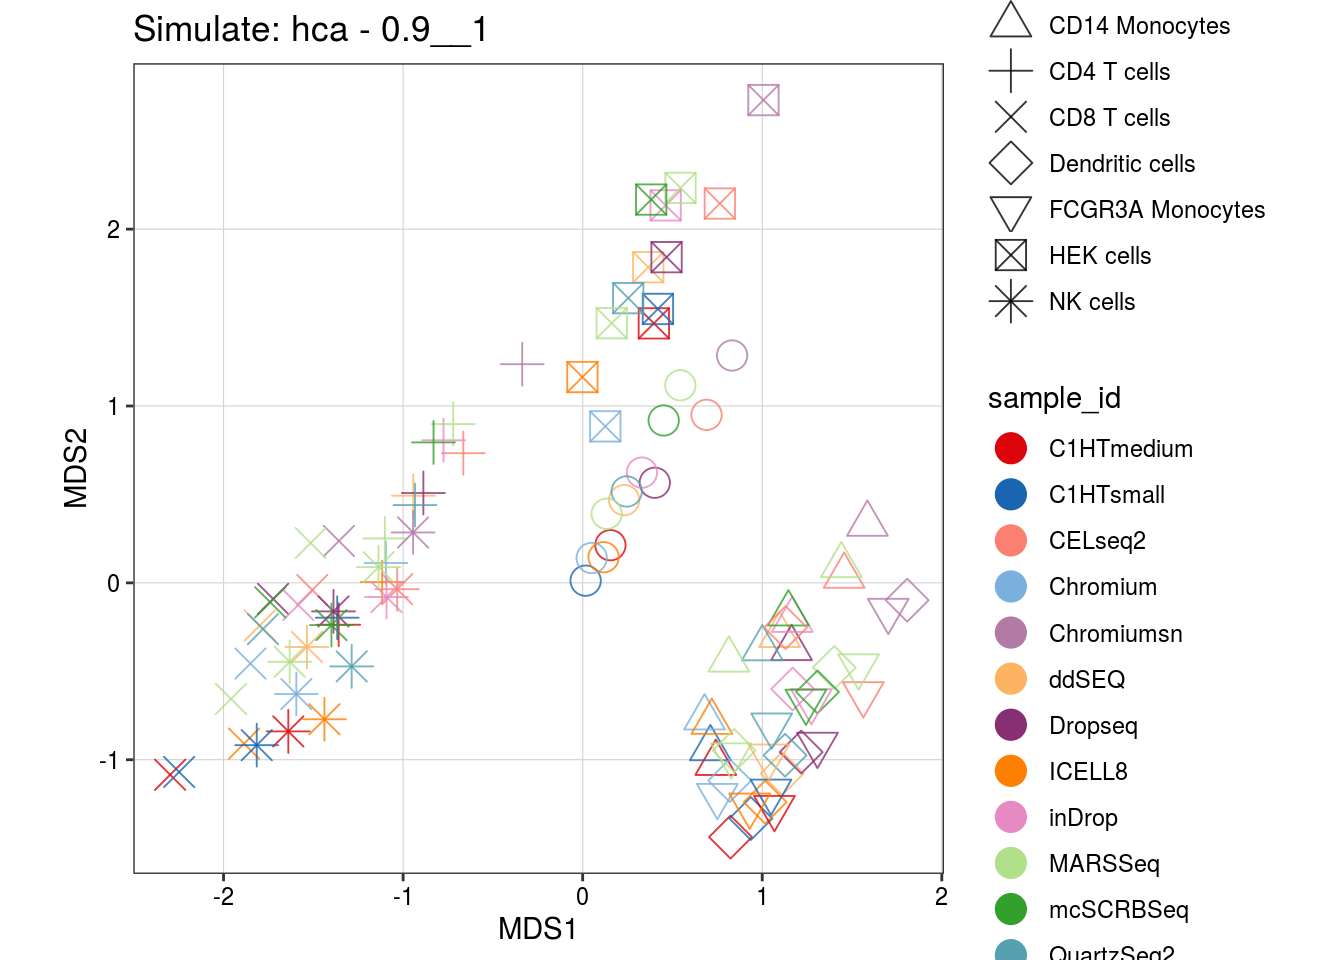 Simulate: hca - 0.9__1
MDS2
2
1
0
-1
-2
-1
0
1
2
MDS1
CD14 Monocytes
CD4 T cells
CD8 T cells
Dendritic cells
FCGR3A Monocytes
HEK cells
NK cells
sample_id
C1HTmedium
C1HTsmall
CELseq2
Chromium
Chromiumsn
ddSEQ
Dropseq
ICELL8
inDrop
MARSSeq
mcSCRBSeq
QuartzSeq2